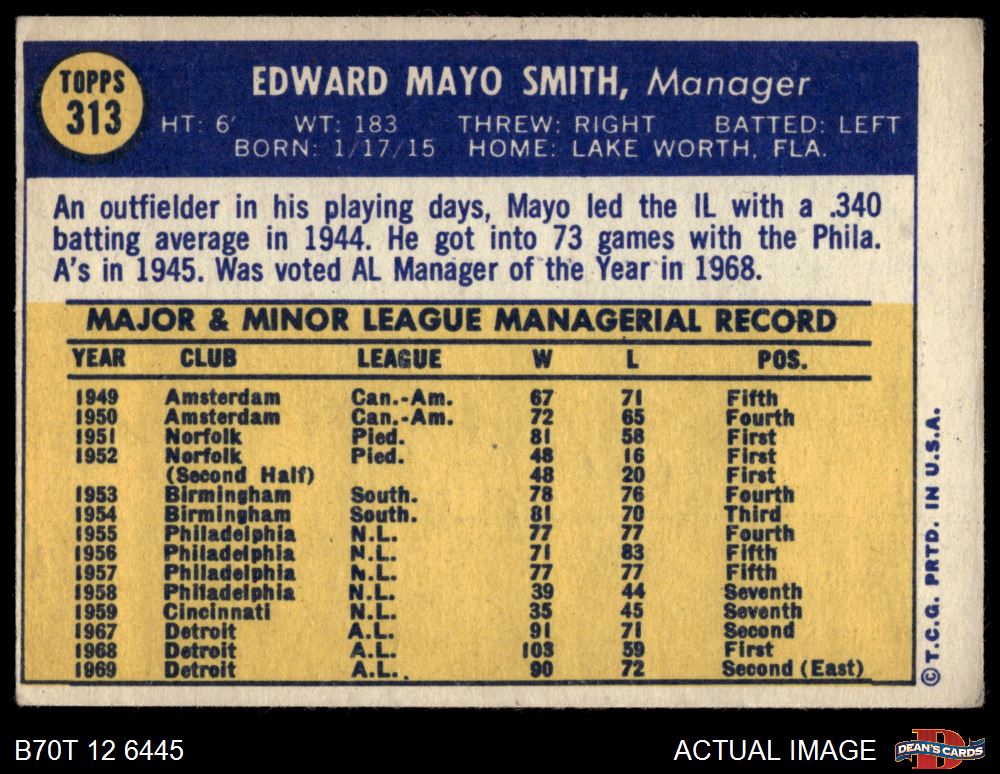 TOPPS
313
EDWARD MAYO SMITH, Manager
HT: 6' WT: 183 THREW: RIGHT BATTED: LEFT
BORN: 1/17/15 HOME: LAKE WORTH, FLA.
An outfielder in his playing days, Mayo led the IL with a .340
batting average in 1944. He got into 73 games with the Phila.
A's in 1945. Was voted AL Manager of the Year in 1968.
MAJOR & MINOR LEAGUE MANAGERIAL RECORD
YEAR CLUB LEAGUE W L POS.
1949 Amsterdam Can.-Am. 67 71 Fifth
1950 Amsterdam Can.-Am. 72 65 Fourth
1951 Norfolk Pied. 81 58 First
1952 Norfolk Pied. 48 16 First
(Second Half) 48 20 First
1953 Birmingham South. 78 76 Fourth
1954 Birmingham South. 81 70 Third
1955 Philadelphia N.L. 77 77 Fourth
1956 Philadelphia N.L. 71 83 Fifth
1957 Philadelphia N.L. 77 77 Fifth
1958 Philadelphia N.L. 39 44 Seventh
1959 Cincinnati N.L. 35 45 Seventh
1967 Detroit A.L. 91 71 Second
1968 Detroit A.L. 103 59 First
1969 Detroit A.L. 90 72 Second (East)
© T.C.G. PRTD. IN U.S.A.
B70T 12 6445
ACTUAL IMAGE
D
DEAN'S CARDS